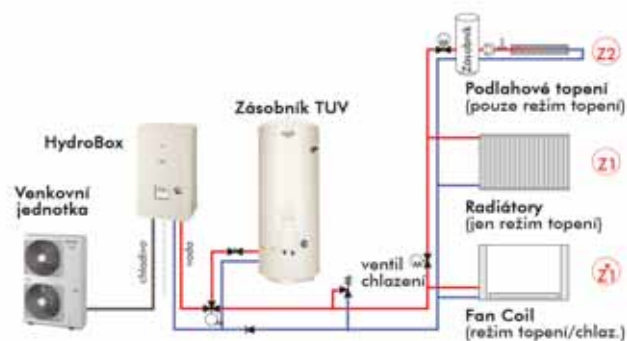 Zásobník
Z2
Podlahové topení
(pouze režim topení)
Zásobník TUV
HydroBox
Venkovní
jednotka
chladivo
voda
Z1
Radiátory
(jen režim topení)
ventil
chlazení
Z1
Fan Coil
(režim topení/chlaz.)